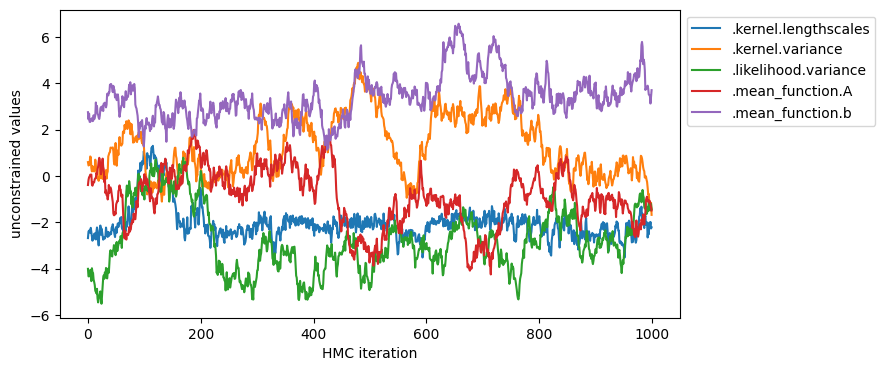 6
4
2
0
−2
−4
−6
unconstrained values
0
200
400
600
800
1000
HMC iteration
.kernel.lengthscales
.kernel.variance
.likelihood.variance
.mean_function.A
.mean_function.b